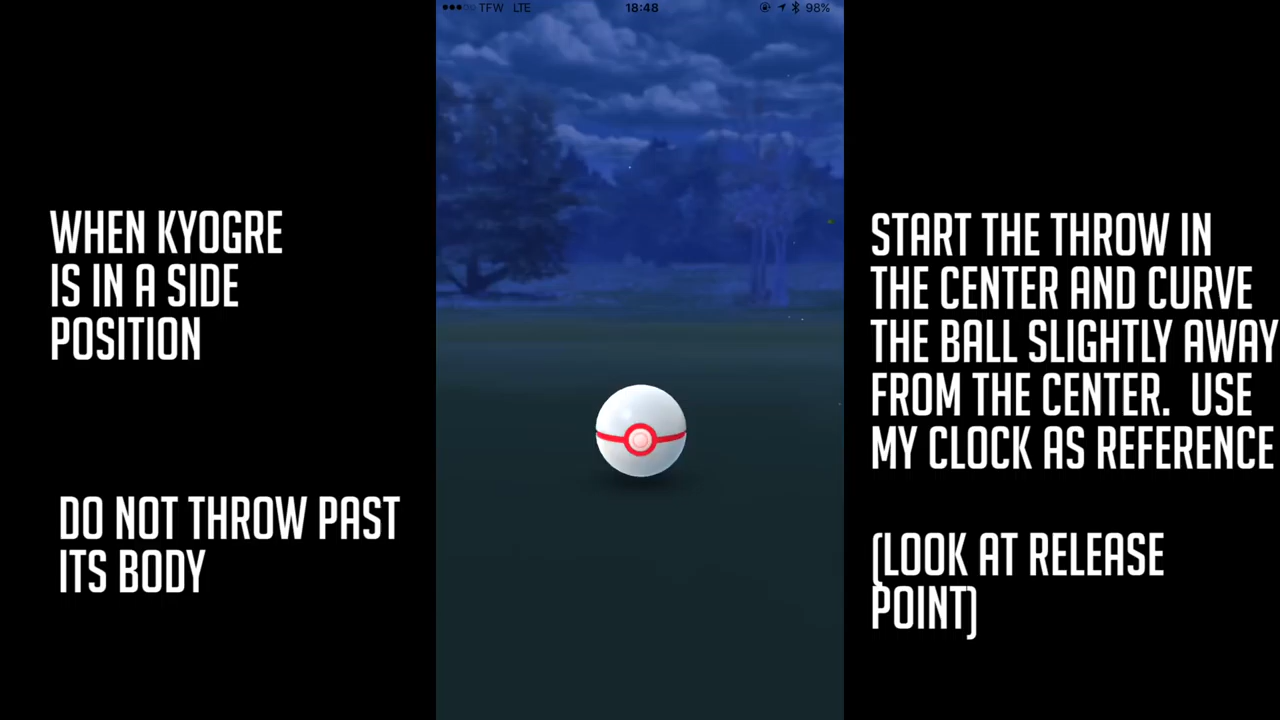 TFW LTE 18:48 98%
WHEN KYOGRE
IS IN A SIDE
POSITION
DO NOT THROW PAST
ITS BODY
START THE THROW IN
THE CENTER AND CURVE
THE BALL SLIGHTLY AWAY
FROM THE CENTER. USE
MY CLOCK AS REFERENCE
(LOOK AT RELEASE
POINT)